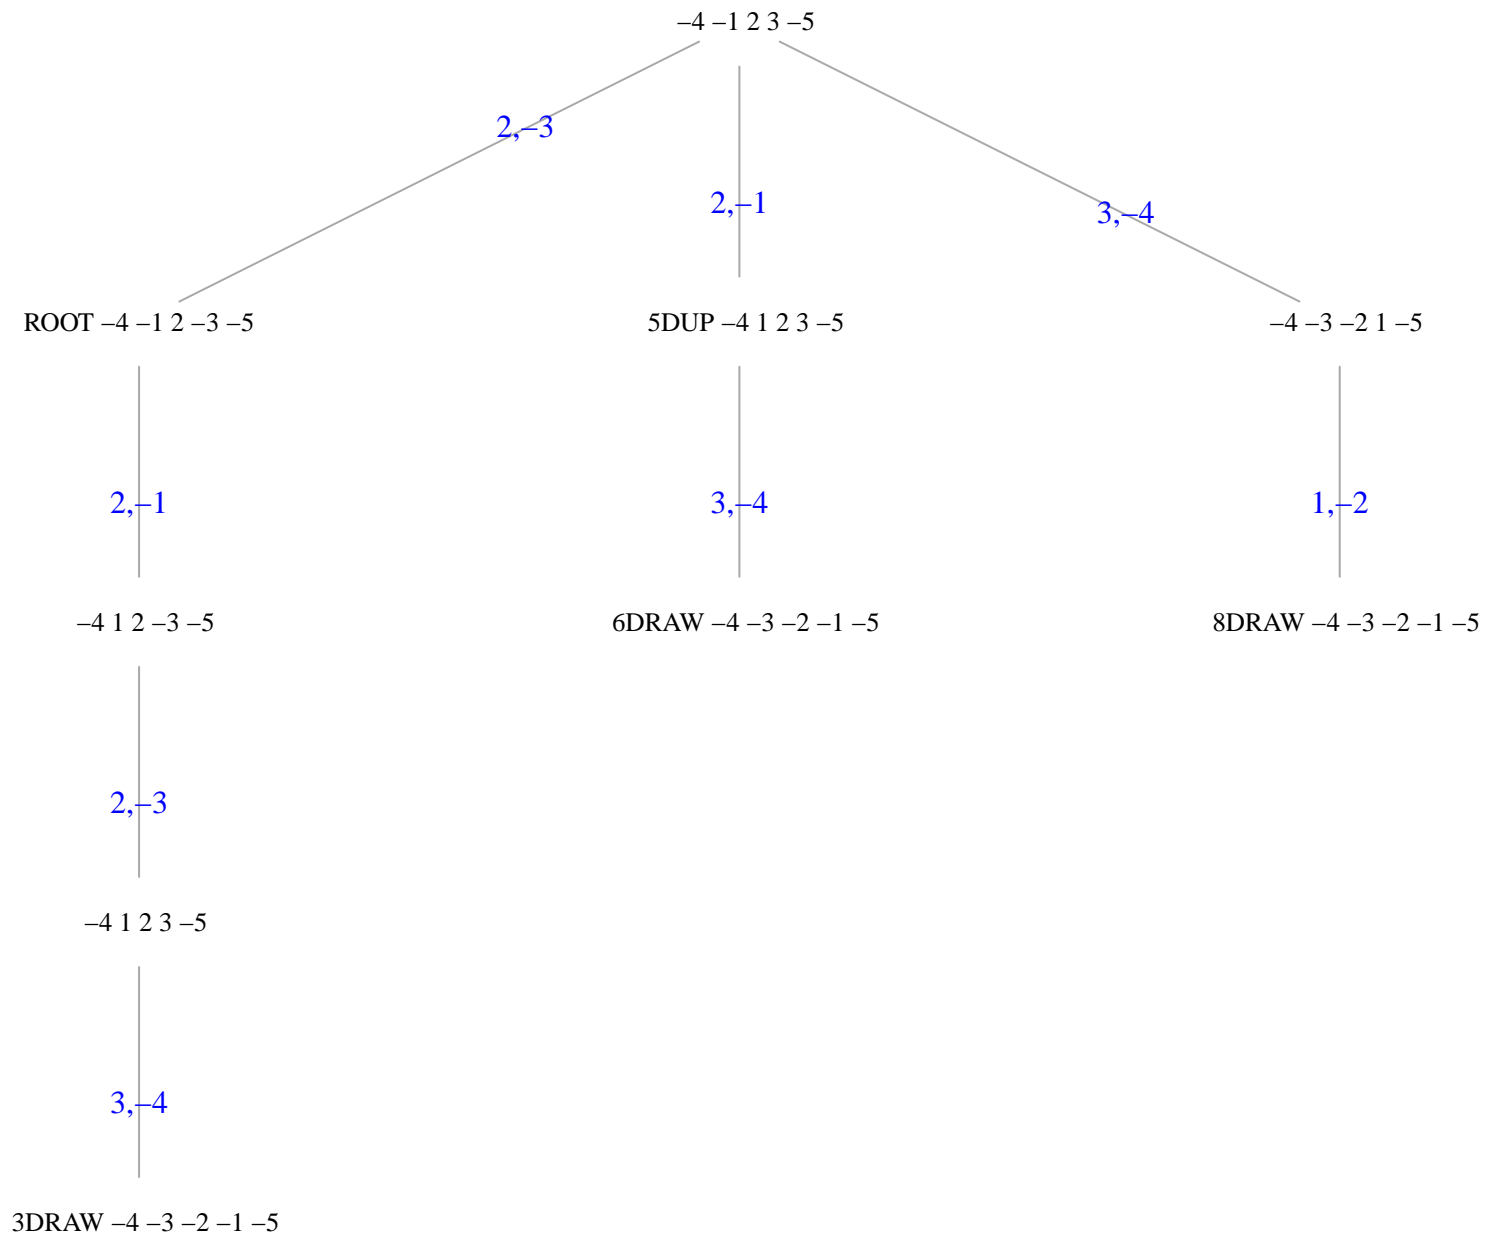 –4 –1 2 3 –5
2,–3
2,–1
3,–4
ROOT –4 –1 2 –3 –5
5DUP –4 1 2 3 –5
–4 –3 –2 1 –5
2,–1
3,–4
1,–2
–4 1 2 –3 –5
6DRAW –4 –3 –2 –1 –5
8DRAW –4 –3 –2 –1 –5
2,–3
–4 1 2 3 –5
3,–4
3DRAW –4 –3 –2 –1 –5